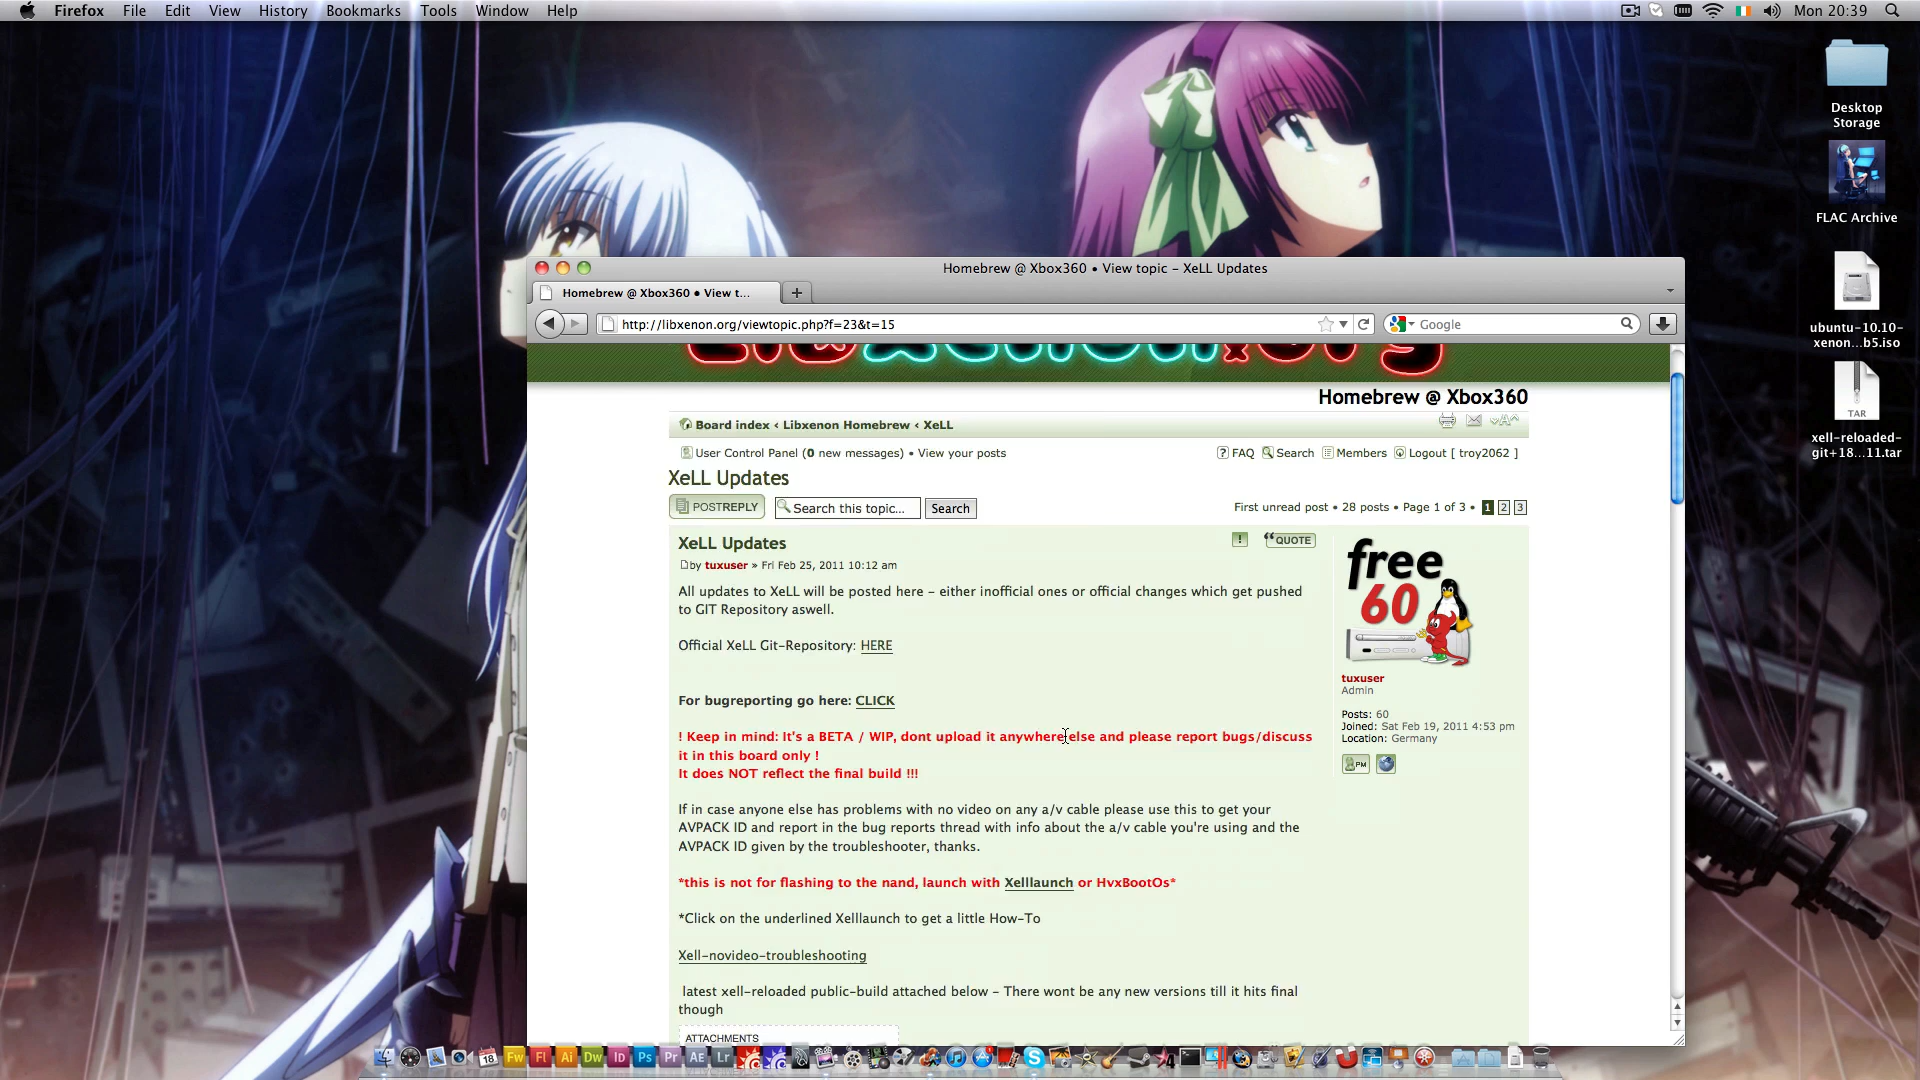 Firefox File Edit View History Bookmarks Tools Window Help
Mon 20:39
Desktop
Storage
FLAC Archive
ubuntu-10.10-
xenon...b5.iso
TAR
xell-reloaded-
git+18...11.tar
Homebrew @ Xbox360 • View topic - XeLL Updates
Homebrew @ Xbox360 • View t...
http://libxenon.org/viewtopic.php?f=23&t=15
Google
Homebrew @ Xbox360
Board index ‹ Libxenon Homebrew ‹ XeLL
User Control Panel (0 new messages) • View your posts
FAQ Search Members Logout [ troy2062 ]
XeLL Updates
POSTREPLY
Search this topic...
Search
First unread post • 28 posts • Page 1 of 3 • 1 2 3
XeLL Updates
QUOTE
by tuxuser » Fri Feb 25, 2011 10:12 am
All updates to XeLL will be posted here - either inofficial ones or official changes which get pushed
to GIT Repository aswell.
Official XeLL Git-Repository: HERE
For bugreporting go here: CLICK
! Keep in mind: It's a BETA / WIP, dont upload it anywhere else and please report bugs/discuss
it in this board only !
It does NOT reflect the final build !!!
If in case anyone else has problems with no video on any a/v cable please use this to get your
AVPACK ID and report in the bug reports thread with info about the a/v cable you're using and the
AVPACK ID given by the troubleshooter, thanks.
*this is not for flashing to the nand, launch with Xelllaunch or HvxBootOs*
*Click on the underlined Xelllaunch to get a little How-To
Xell-novideo-troubleshooting
latest xell-reloaded public-build attached below - There wont be any new versions till it hits final
though
ATTACHMENTS
free
60
tuxuser
Admin
Posts: 60
Joined: Sat Feb 19, 2011 4:53 pm
Location: Germany
PM
18
Fw Fl Ai Dw Id Ps Pr AE Lr